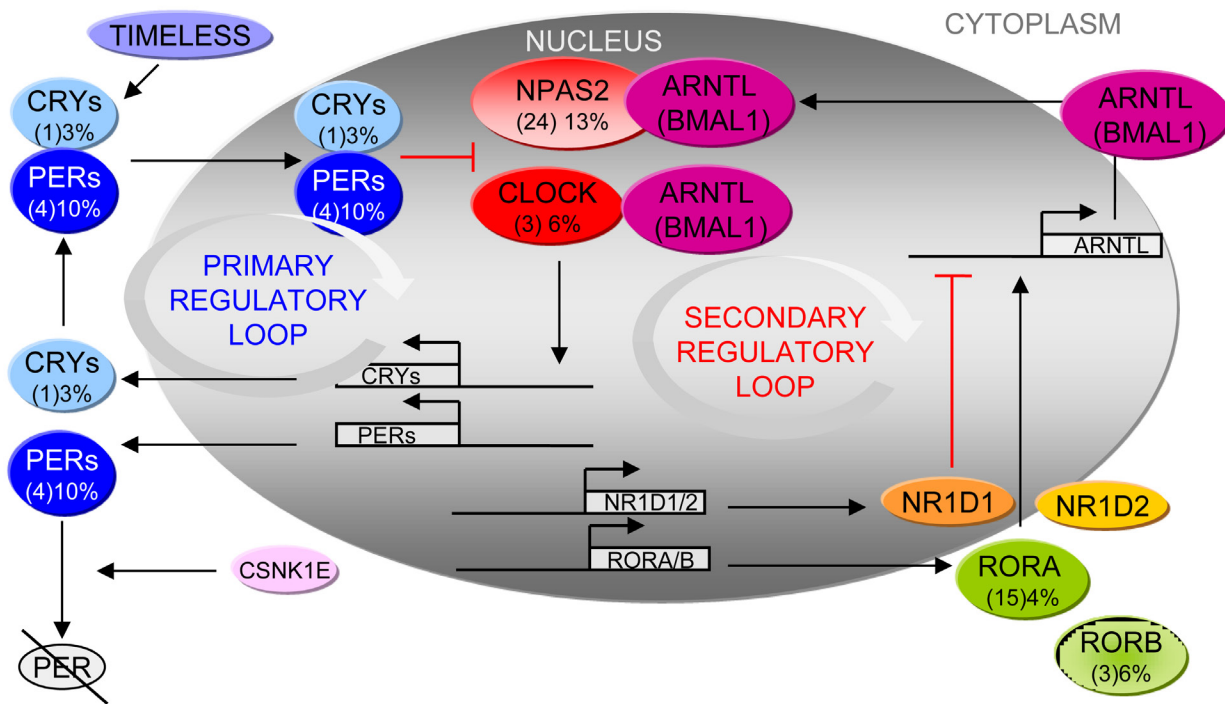 TIMELESS
NUCLEUS
CYTOPLASM
CRYs
(1)3%
PERs
(4)10%
CRYs
(1)3%
PERs
(4)10%
NPAS2
(24) 13%
ARNTL
(BMAL1)
CLOCK
(3) 6%
ARNTL
(BMAL1)
ARNTL
(BMAL1)
ARNTL
PRIMARY
REGULATORY
LOOP
SECONDARY
REGULATORY
LOOP
CRYs
(1)3%
CRYs
PERs
(4)10%
PERs
NR1D1/2
NR1D1
NR1D2
RORA/B
RORA
(15)4%
RORB
(3)6%
CSNK1E
PER